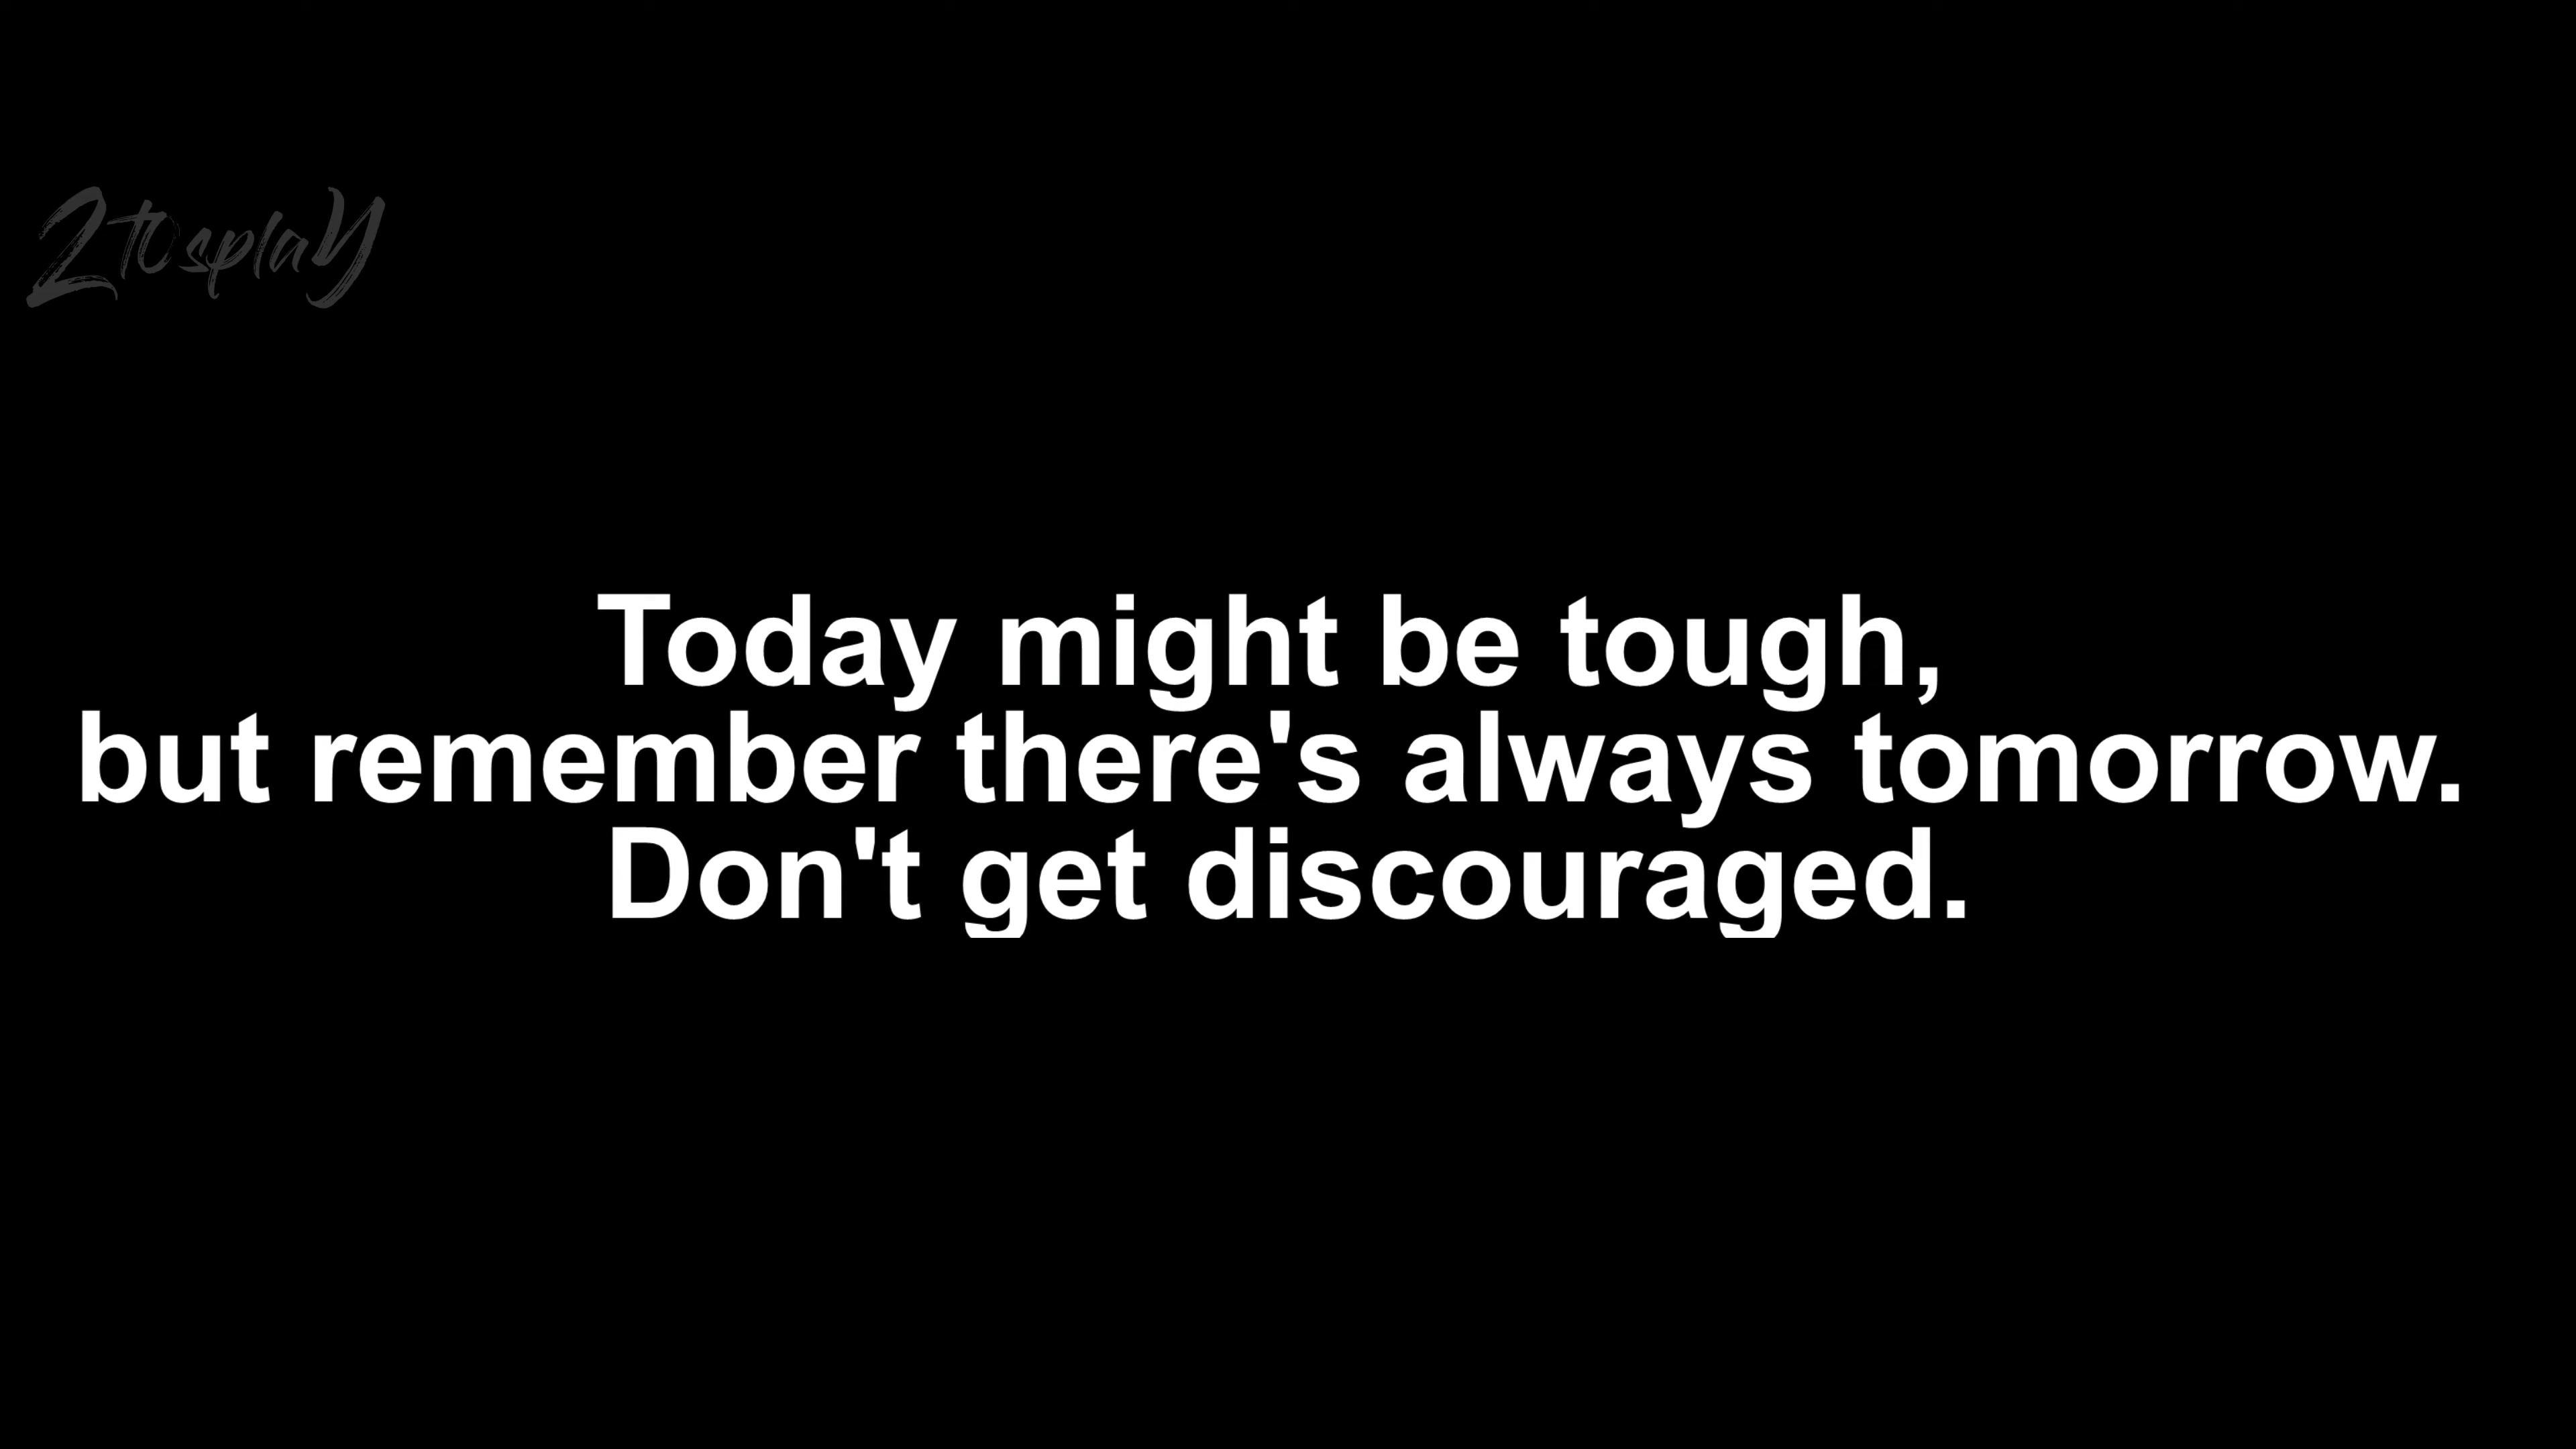 2tosplaY
Today might be tough,
but remember there's always tomorrow.
Don't get discouraged.